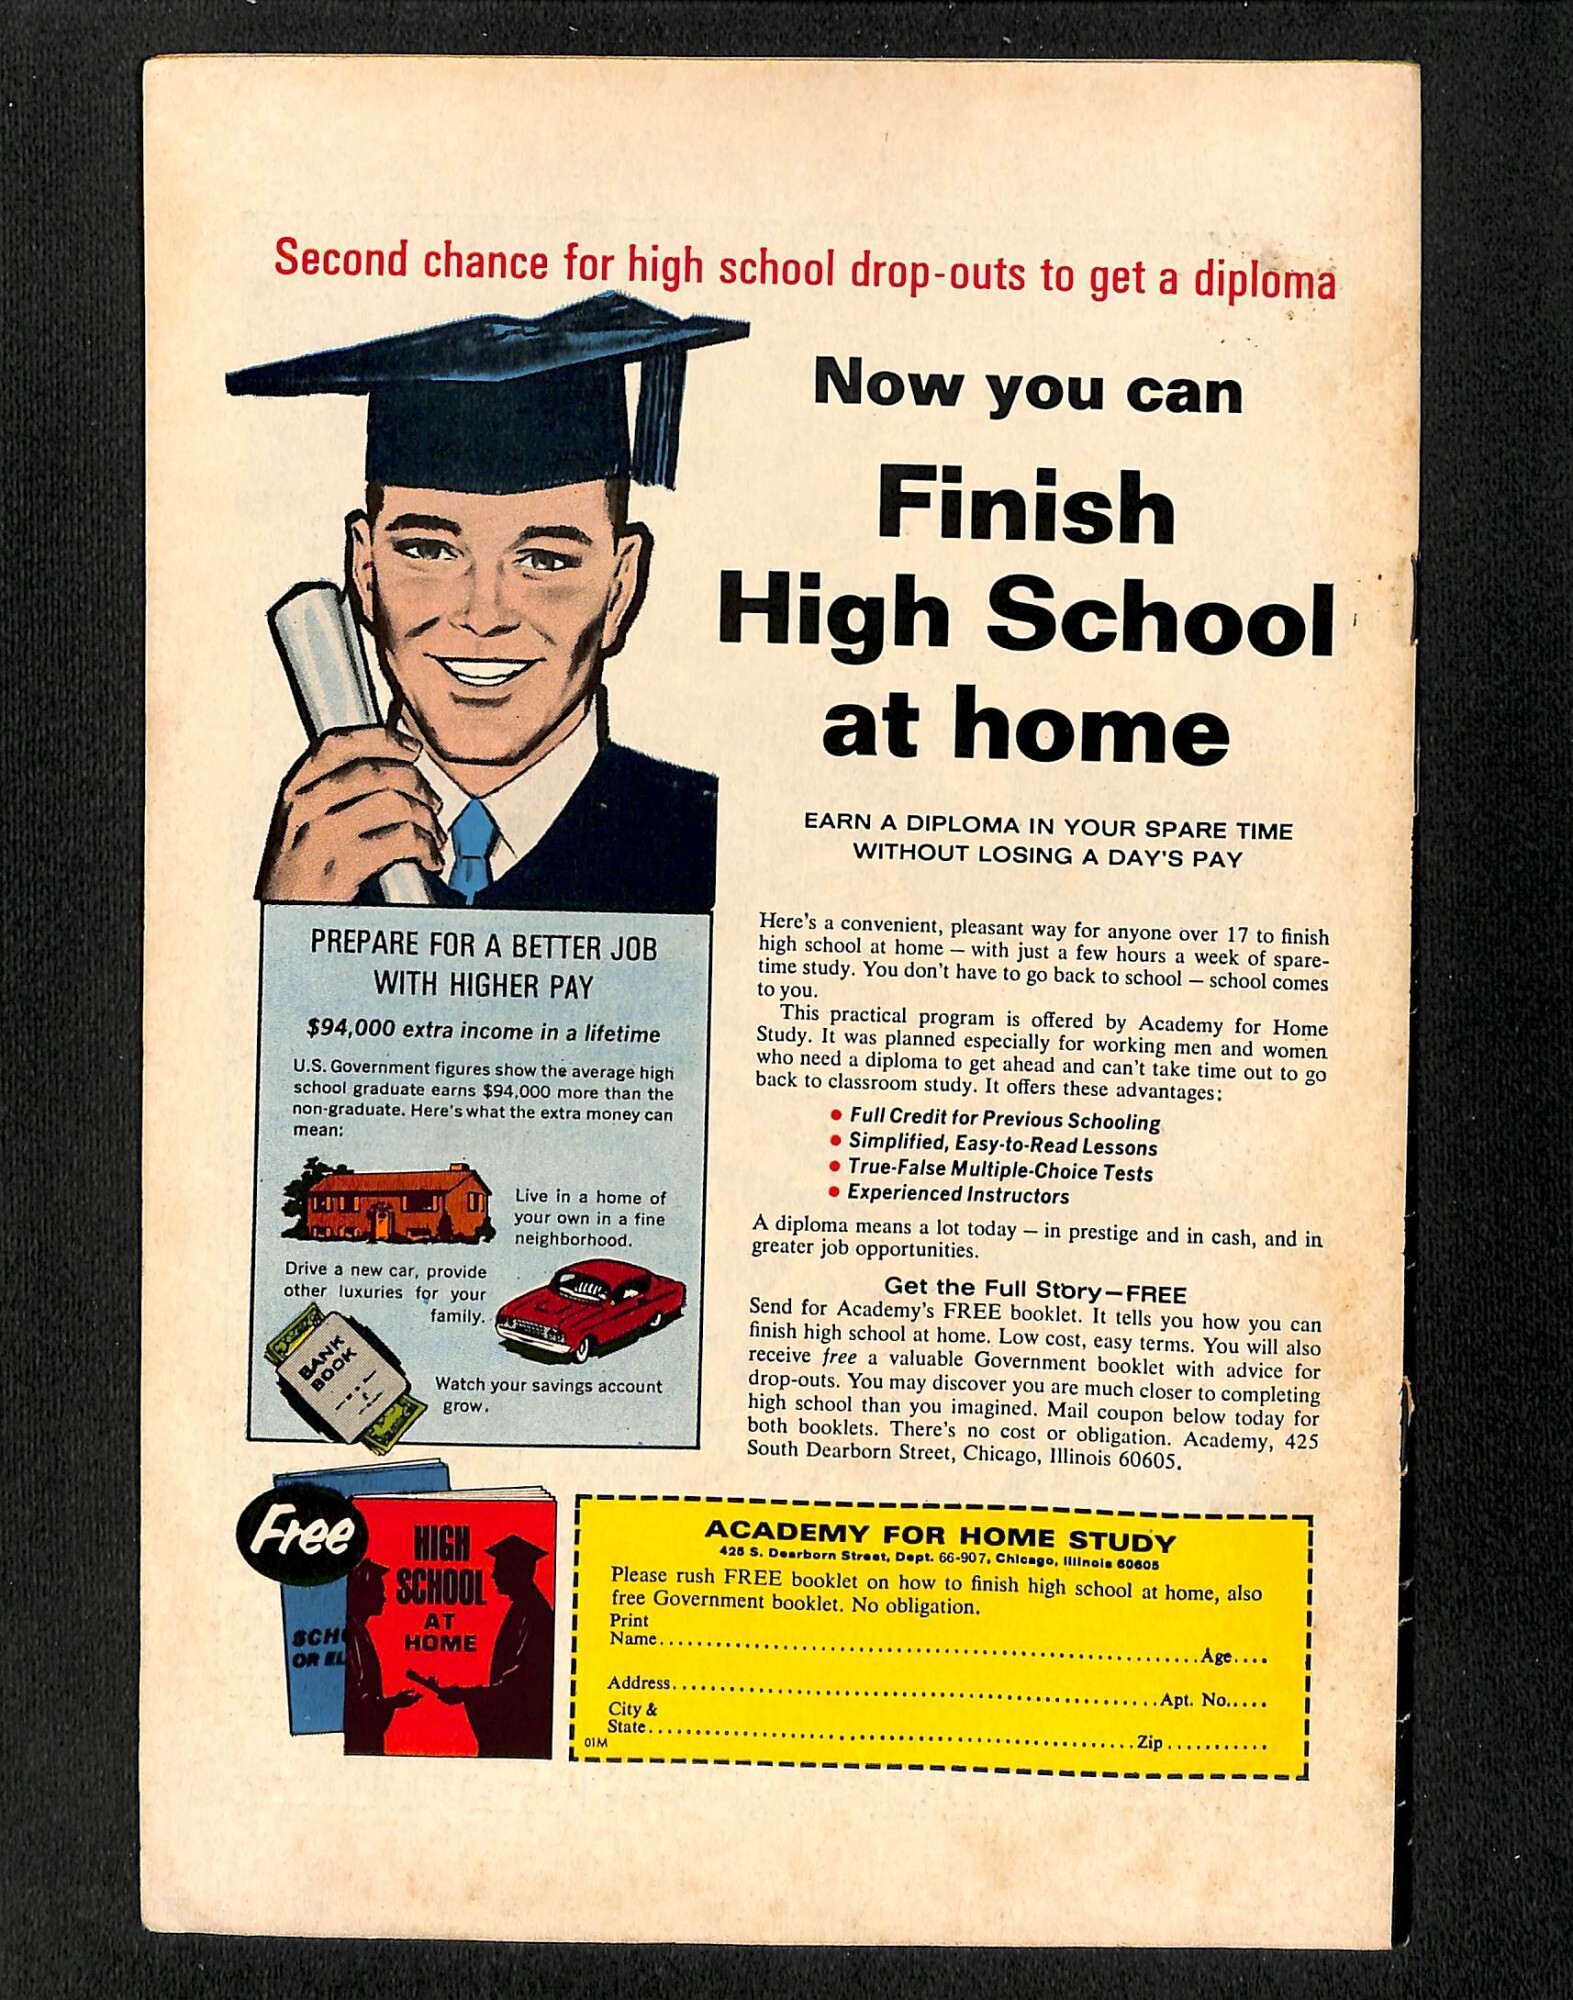 Second chance for high school drop-outs to get a diploma
Now you can
Finish
High School
at home
EARN A DIPLOMA IN YOUR SPARE TIME
WITHOUT LOSING A DAY'S PAY
PREPARE FOR A BETTER JOB
WITH HIGHER PAY
$94,000 extra income in a lifetime
U.S. Government figures show the average high
school graduate earns $94,000 more than the
non-graduate. Here's what the extra money can
mean:
Live in a home of
your own in a fine
neighborhood.
Drive a new car, provide
other luxuries for your
family.
BANK
BOOK
Watch your savings account
grow.
Here's a convenient, pleasant way for anyone over 17 to finish
high school at home — with just a few hours a week of spare-
time study. You don't have to go back to school — school comes
to you.
This practical program is offered by Academy for Home
Study. It was planned especially for working men and women
who need a diploma to get ahead and can't take time out to go
back to classroom study. It offers these advantages:
• Full Credit for Previous Schooling
• Simplified, Easy-to-Read Lessons
• True-False Multiple-Choice Tests
• Experienced Instructors
A diploma means a lot today — in prestige and in cash, and in
greater job opportunities.
Get the Full Story—FREE
Send for Academy's FREE booklet. It tells you how you can
finish high school at home. Low cost, easy terms. You will also
receive free a valuable Government booklet with advice for
drop-outs. You may discover you are much closer to completing
high school than you imagined. Mail coupon below today for
both booklets. There's no cost or obligation. Academy, 425
South Dearborn Street, Chicago, Illinois 60605.
Free
HIGH
SCHOOL
AT
HOME
SCH
OR EL
ACADEMY FOR HOME STUDY
425 S. Dearborn Street, Dept. 66-907, Chicago, Illinois 60605
Please rush FREE booklet on how to finish high school at home, also
free Government booklet. No obligation.
Print
Name..........Age....
Address..........Apt. No.....
City &
State..........Zip..........
01M